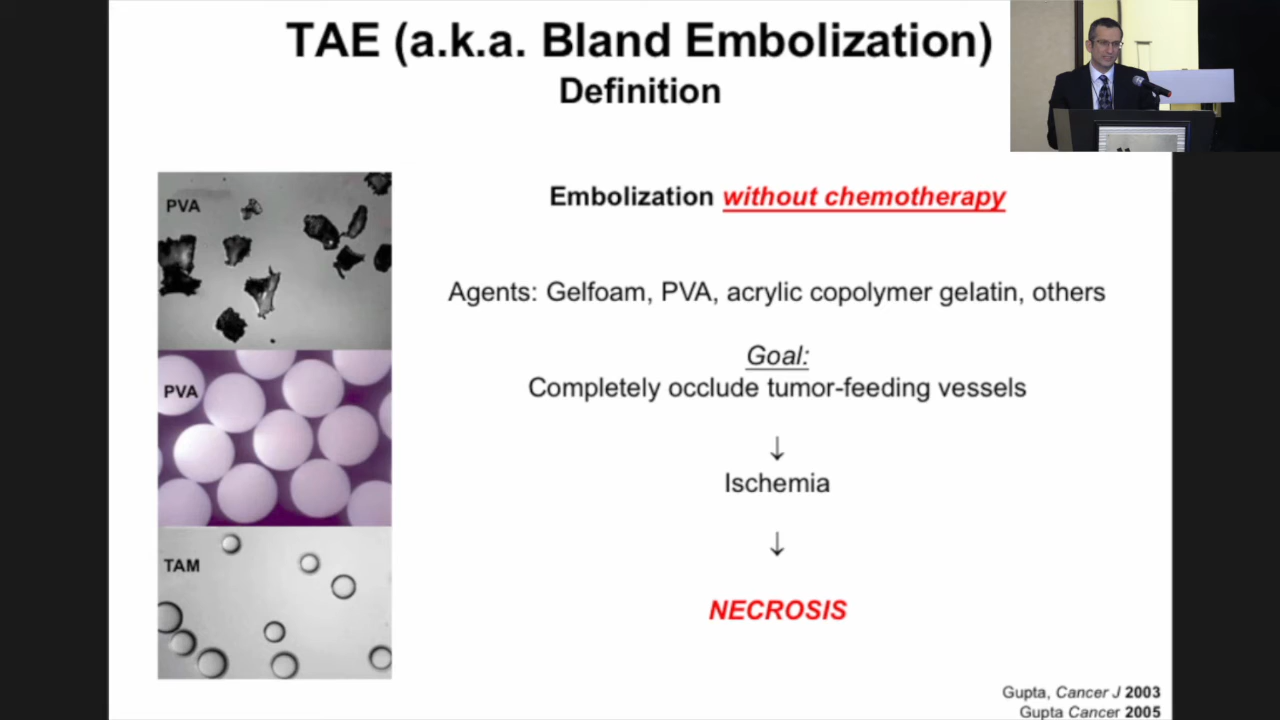 TAE (a.k.a. Bland Embolization)
Definition
PVA
PVA
TAM
Embolization without chemotherapy
Agents: Gelfoam, PVA, acrylic copolymer gelatin, others
Goal:
Completely occlude tumor-feeding vessels
↓
Ischemia
↓
NECROSIS
Gupta, Cancer J 2003
Gupta Cancer 2005